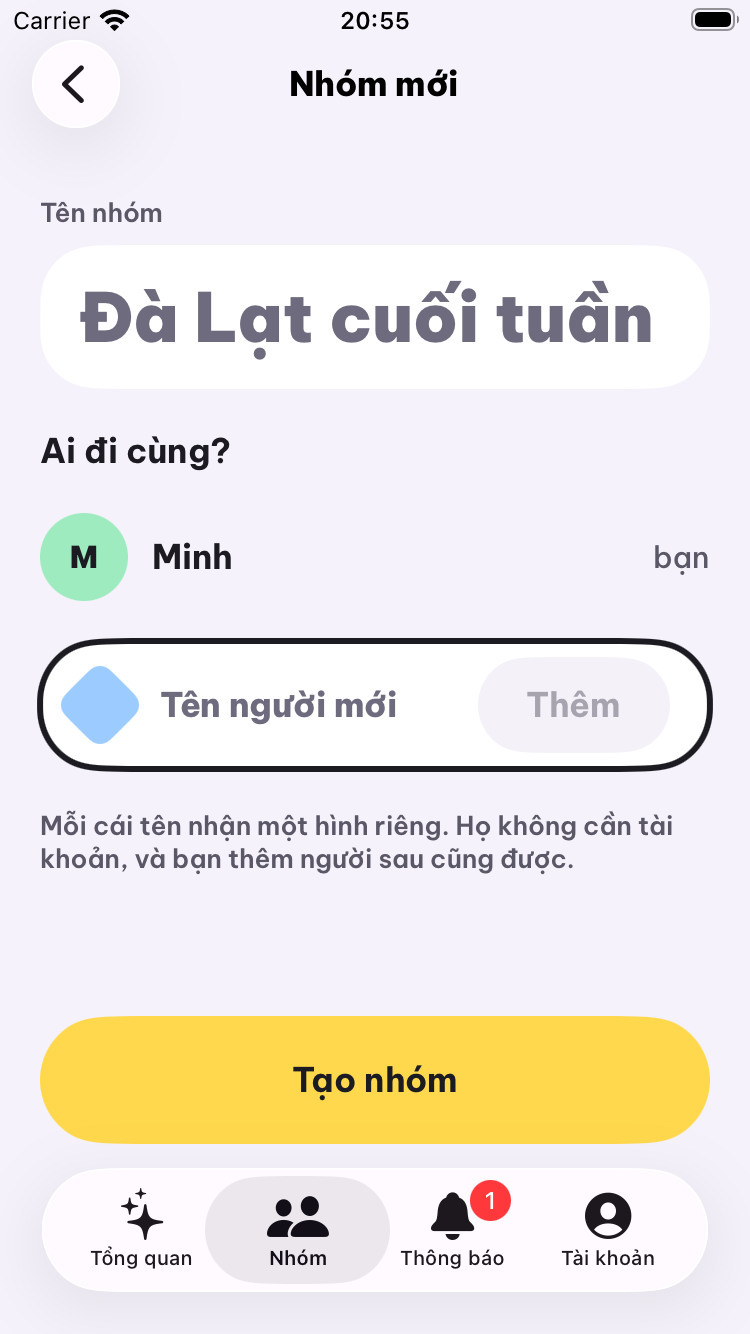 Carrier
20:55
Nhóm mới
Tên nhóm
Đà Lạt cuối tuần
Ai đi cùng?
M
Minh
bạn
Tên người mới
Thêm
Mỗi cái tên nhận một hình riêng. Họ không cần tài
khoản, và bạn thêm người sau cũng được.
Tạo nhóm
1
Tổng quan
Nhóm
Thông báo
Tài khoản